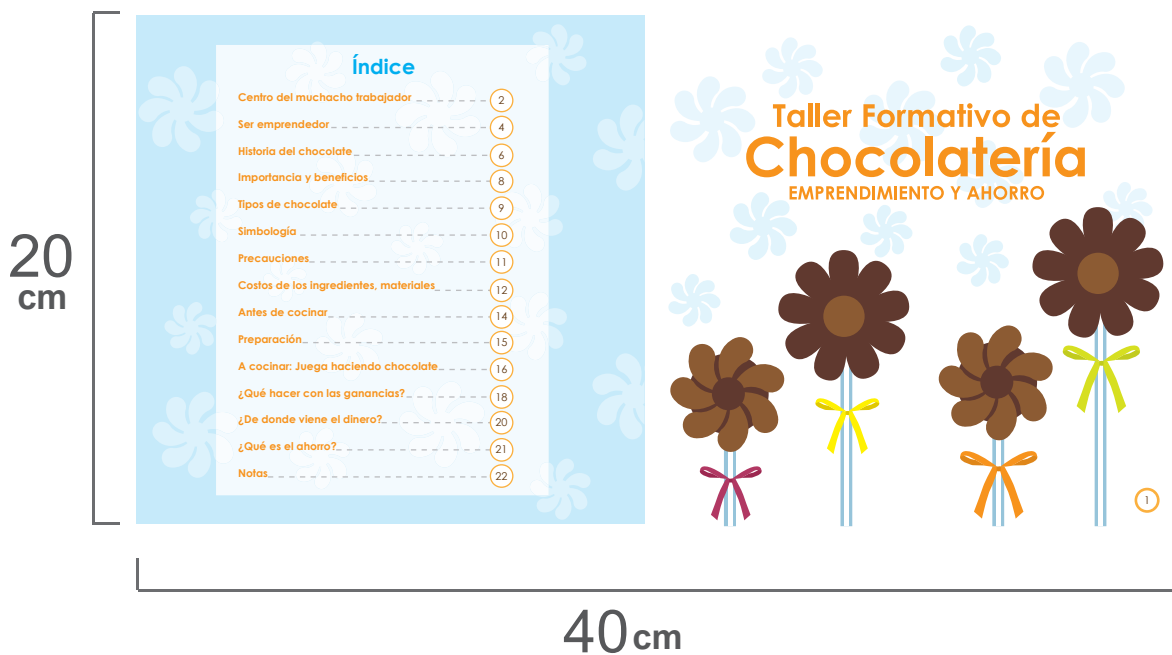 Índice
Centro del muchacho trabajador 2
Ser emprendedor 4
Historia del chocolate 6
Importancia y beneficios 8
Tipos de chocolate 9
Simbología 10
Precauciones 11
Costos de los ingredientes, materiales 12
Antes de cocinar 14
Preparación 15
A cocinar: Juega haciendo chocolate 16
¿Qué hacer con las ganancias? 18
¿De donde viene el dinero? 20
¿Qué es el ahorro? 21
Notas 22
Taller Formativo de
Chocolatería
EMPRENDIMIENTO Y AHORRO
1
20
cm
40 cm